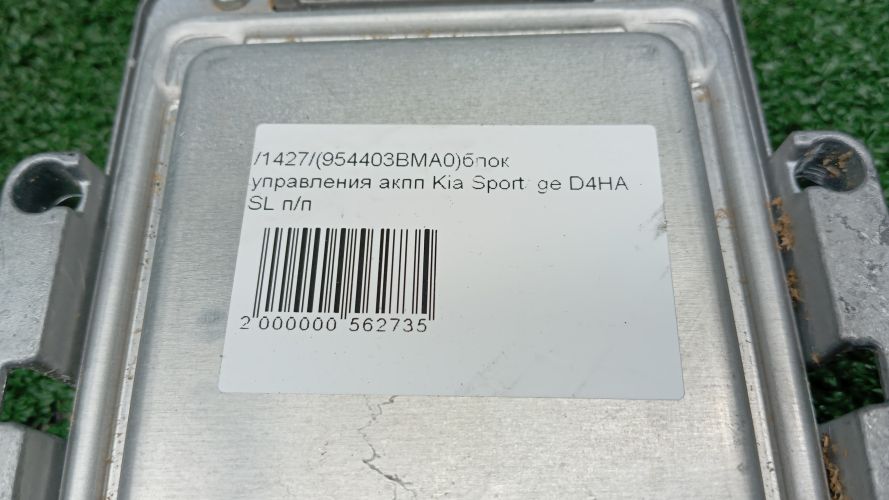 /1427/(954403BMA0)блок
управления акпп Kia Sport ge D4HA
SL п/п
2 000000 562735